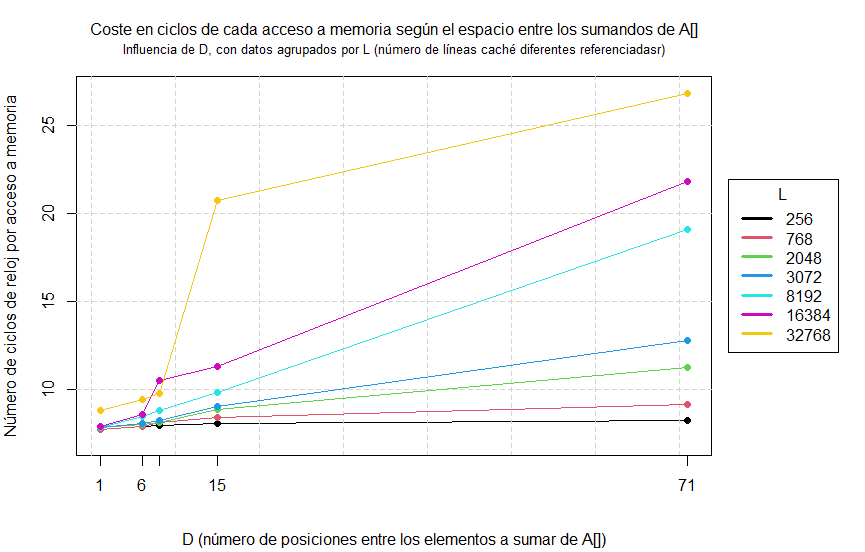 Coste en ciclos de cada acceso a memoria según el espacio entre los sumandos de A[]
Influencia de D, con datos agrupados por L (número de líneas caché diferentes referenciadasr)
Número de ciclos de reloj por acceso a memoria
25
20
15
10
1 6 15 71
D (número de posiciones entre los elementos a sumar de A[])
L
256
768
2048
3072
8192
16384
32768